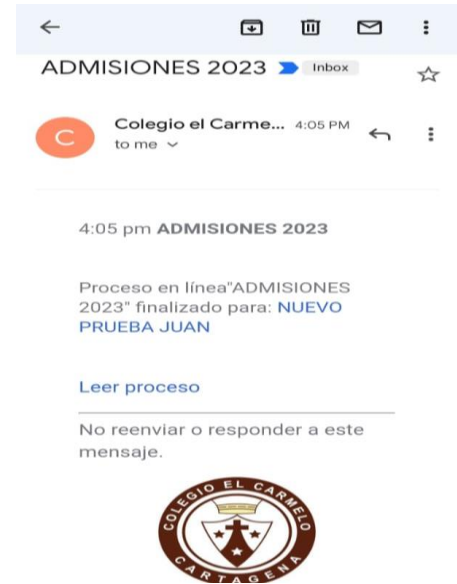 ADMISIONES 2023 Inbox
C
Colegio el Carme... 4:05 PM
to me
4:05 pm ADMISIONES 2023
Proceso en línea"ADMISIONES
2023" finalizado para: NUEVO
PRUEBA JUAN
Leer proceso
No reenviar o responder a este
mensaje.
COLEGIO EL CARMELO
CARTAGENA